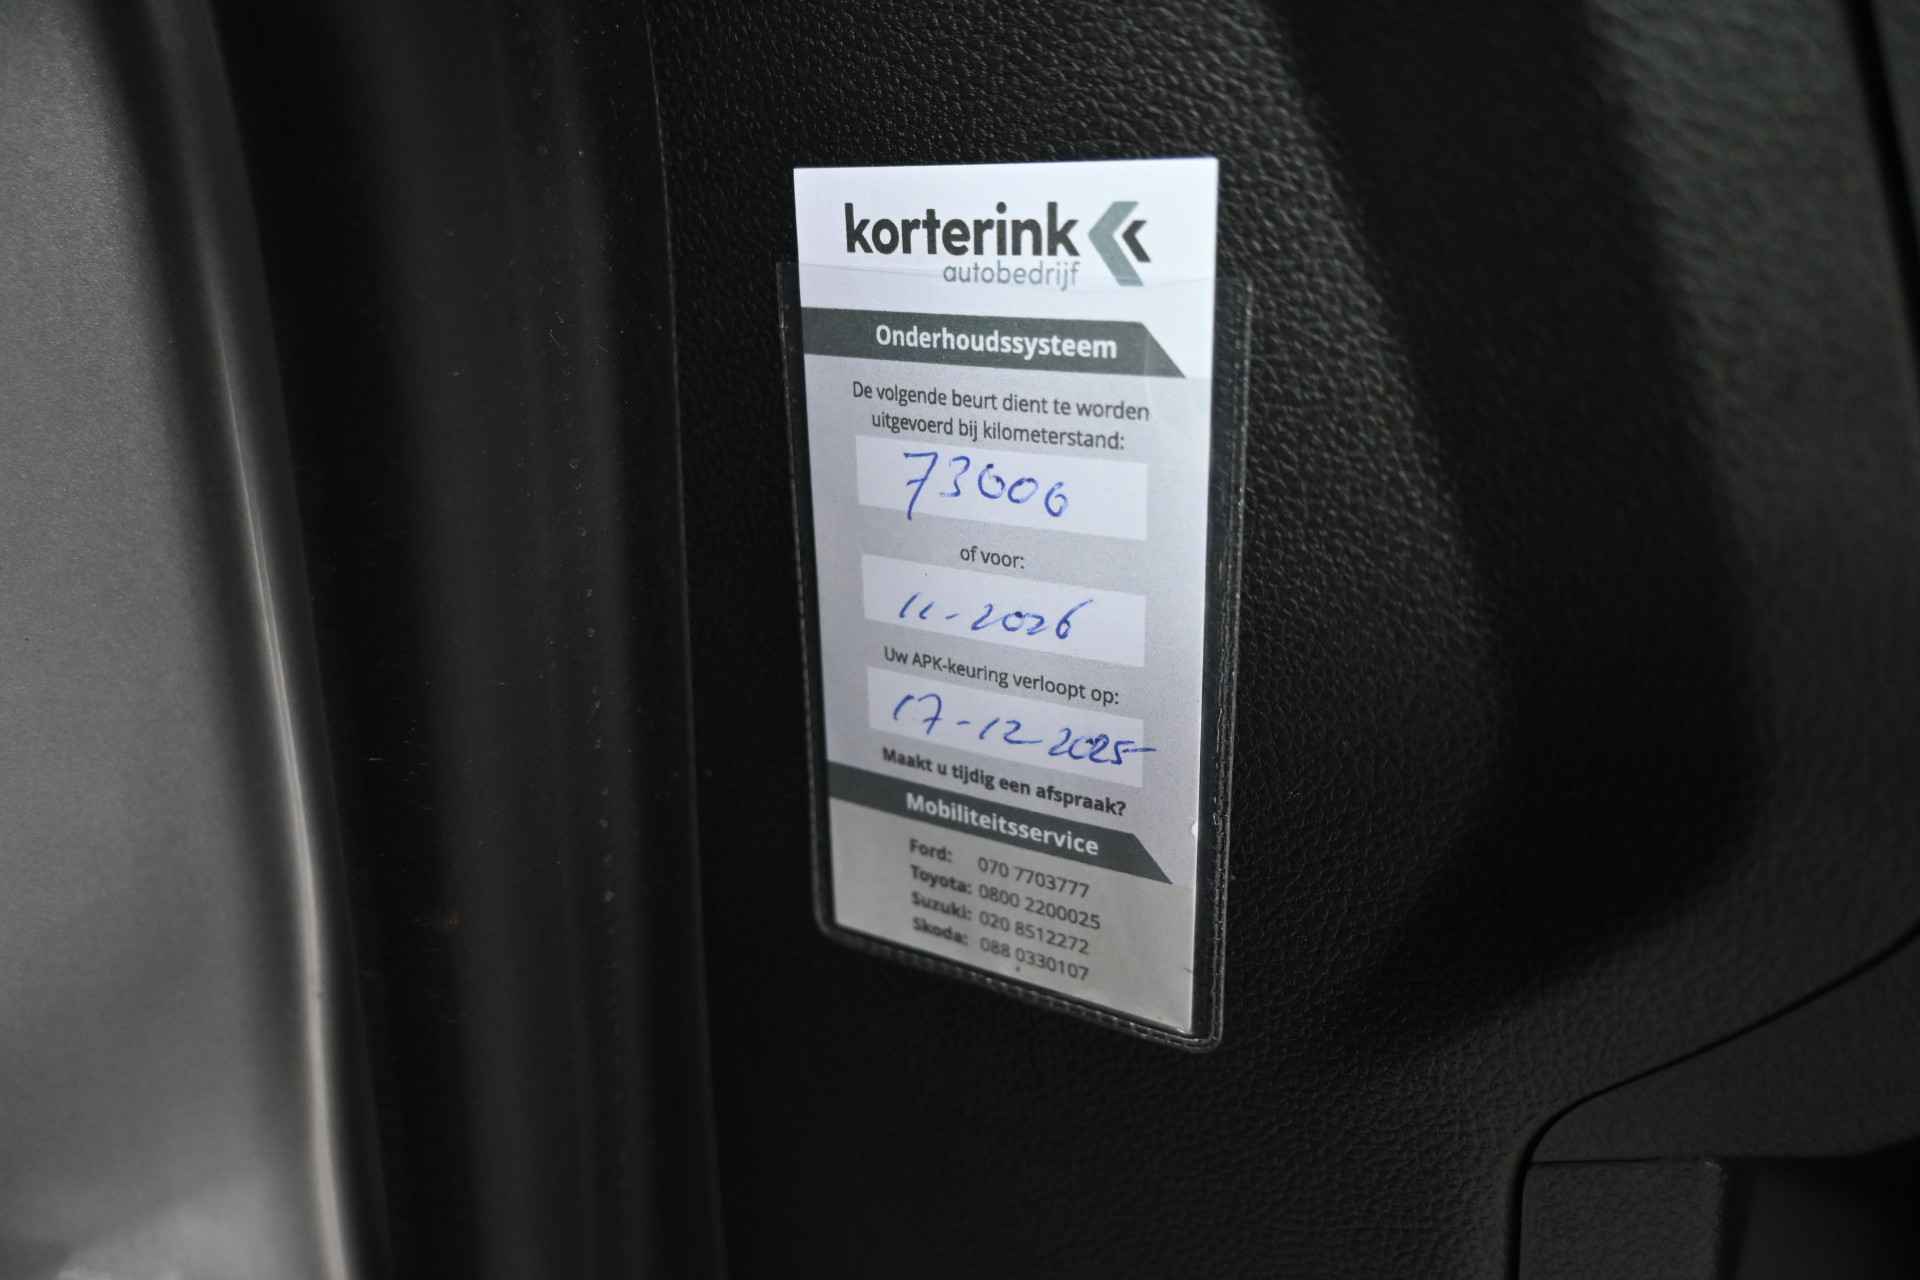 korterink
autobedrijf
Onderhoudssysteem
De volgende beurt dient te worden
uitgevoerd bij kilometerstand:
73000
of voor:
11-2026
Uw APK-keuring verloopt op:
17-12-2025
Maakt u tijdig een afspraak?
Mobiliteitsservice
Ford: 070 7703777
Toyota: 0800 2200025
Suzuki: 020 8512272
Skoda: 088 0330107